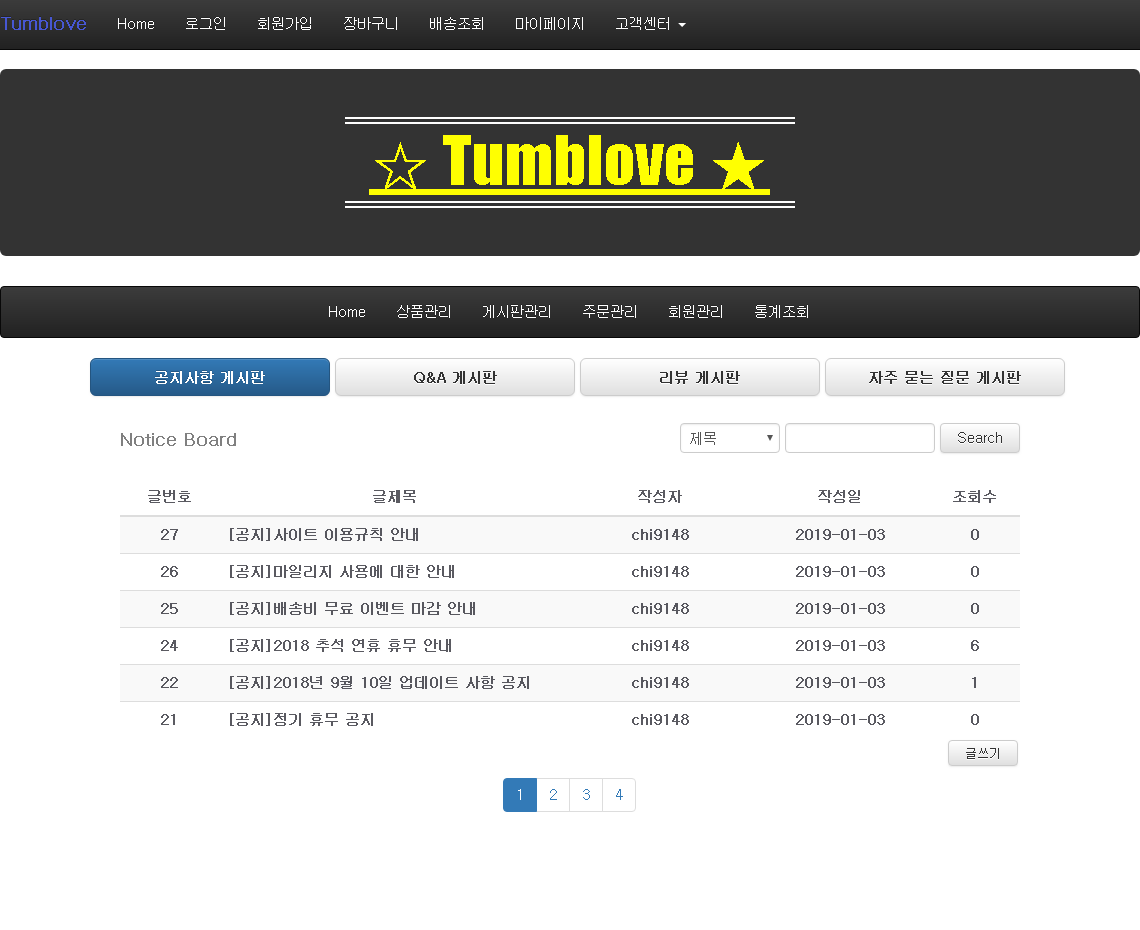 Tumblove Home 로그인 회원가입 장바구니 배송조회 마이페이지 고객센터
☆ Tumblove ★
Home 상품관리 게시판관리 주문관리 회원관리 통계조회
공지사항 게시판 Q&A 게시판 리뷰 게시판 자주 묻는 질문 게시판
Notice Board 제목 Search
글번호 글제목 작성자 작성일 조회수
27 [공지]사이트 이용규칙 안내 chi9148 2019-01-03 0
26 [공지]마일리지 사용에 대한 안내 chi9148 2019-01-03 0
25 [공지]배송비 무료 이벤트 마감 안내 chi9148 2019-01-03 0
24 [공지]2018 추석 연휴 휴무 안내 chi9148 2019-01-03 6
22 [공지]2018년 9월 10일 업데이트 사항 공지 chi9148 2019-01-03 1
21 [공지]정기 휴무 공지 chi9148 2019-01-03 0
글쓰기
1 2 3 4